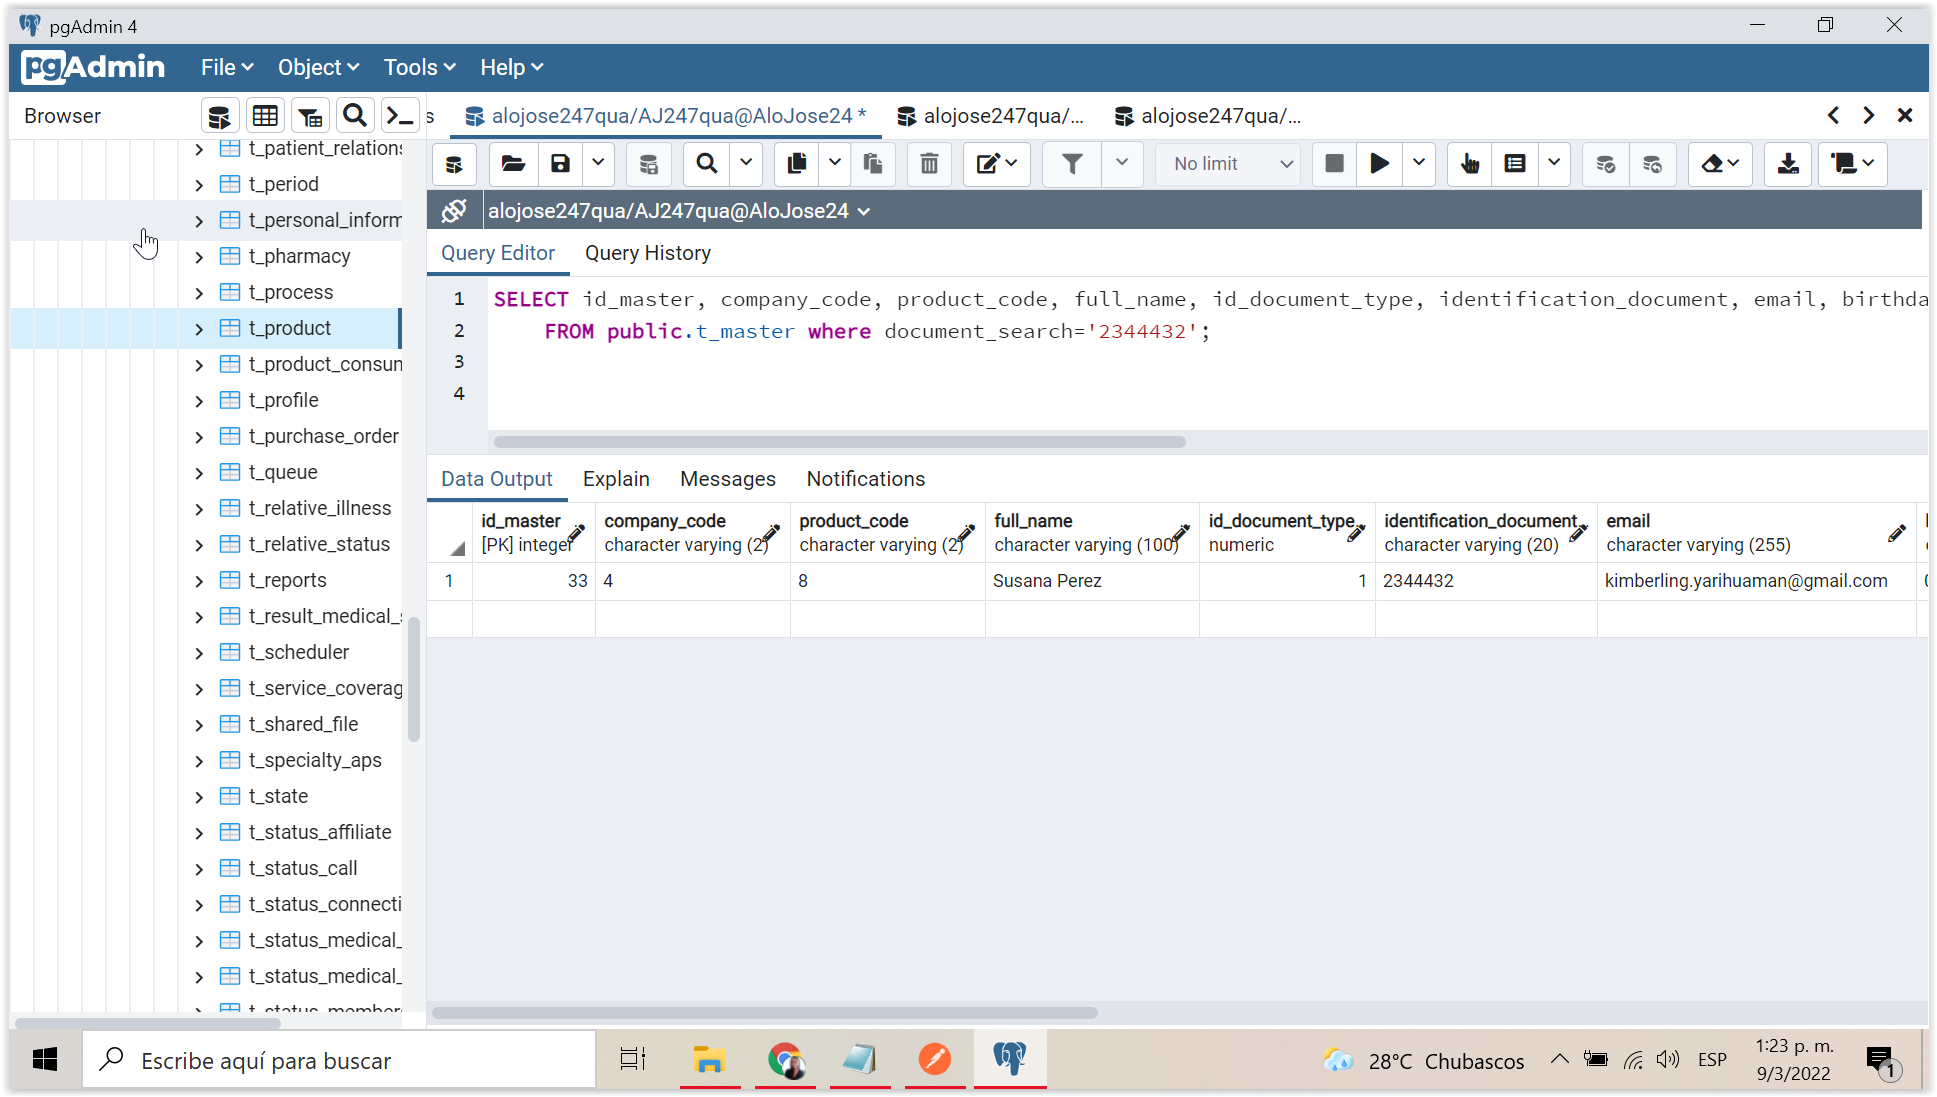 pgAdmin 4
pgAdmin File Object Tools Help
Browser
s alojose247qua/AJ247qua@AloJose24 * alojose247qua/... alojose247qua/...
No limit
alojose247qua/AJ247qua@AloJose24
Query Editor Query History
1 SELECT id_master, company_code, product_code, full_name, id_document_type, identification_document, email, birthda
2 FROM public.t_master where document_search='2344432';
3
4
Data Output Explain Messages Notifications
id_master company_code product_code full_name id_document_type identification_document email
[PK] integer character varying (2) character varying (2) character varying (100) numeric character varying (20) character varying (255)
1 33 4 8 Susana Perez 1 2344432 kimberling.yarihuaman@gmail.com
t_patient_relations
t_period
t_personal_inform
t_pharmacy
t_process
t_product
t_product_consun
t_profile
t_purchase_order
t_queue
t_relative_illness
t_relative_status
t_reports
t_result_medical_s
t_scheduler
t_service_coverag
t_shared_file
t_specialty_aps
t_state
t_status_affiliate
t_status_call
t_status_connecti
t_status_medical_
t_status_medical_
t_status_member
Escribe aquí para buscar
28°C Chubascos
ESP
1:23 p. m.
9/3/2022
1